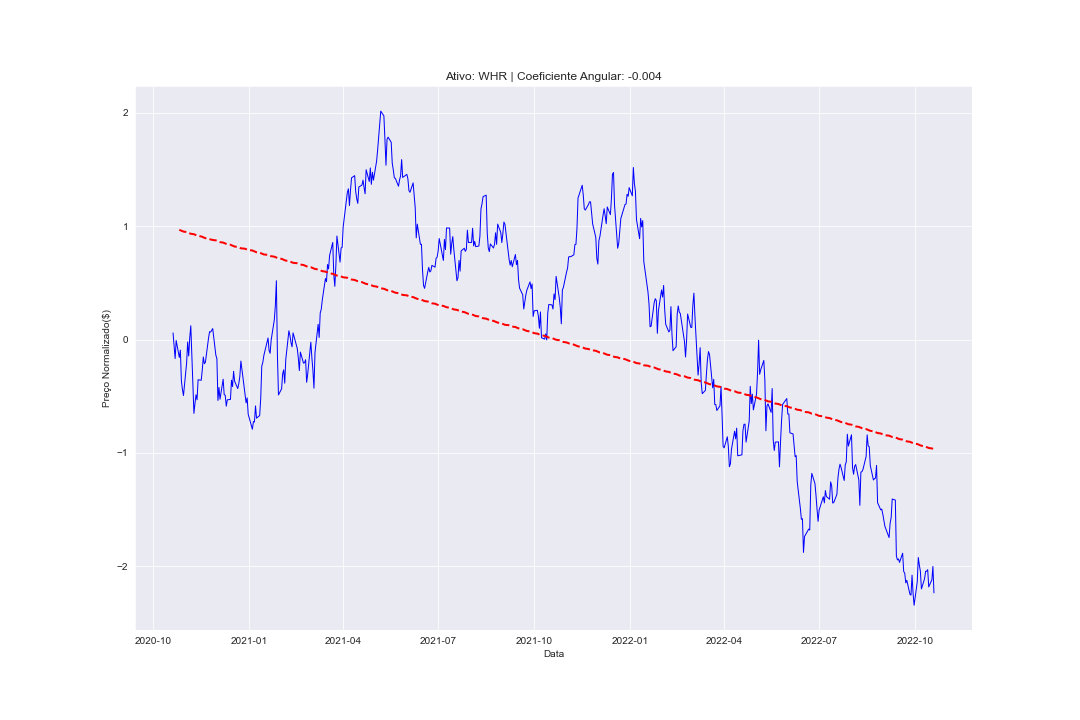 Ativo: WHR | Coeficiente Angular: -0.004
Preço Normalizado($)
2
1
0
−1
−2
2020-10 2021-01 2021-04 2021-07 2021-10 2022-01 2022-04 2022-07 2022-10
Data